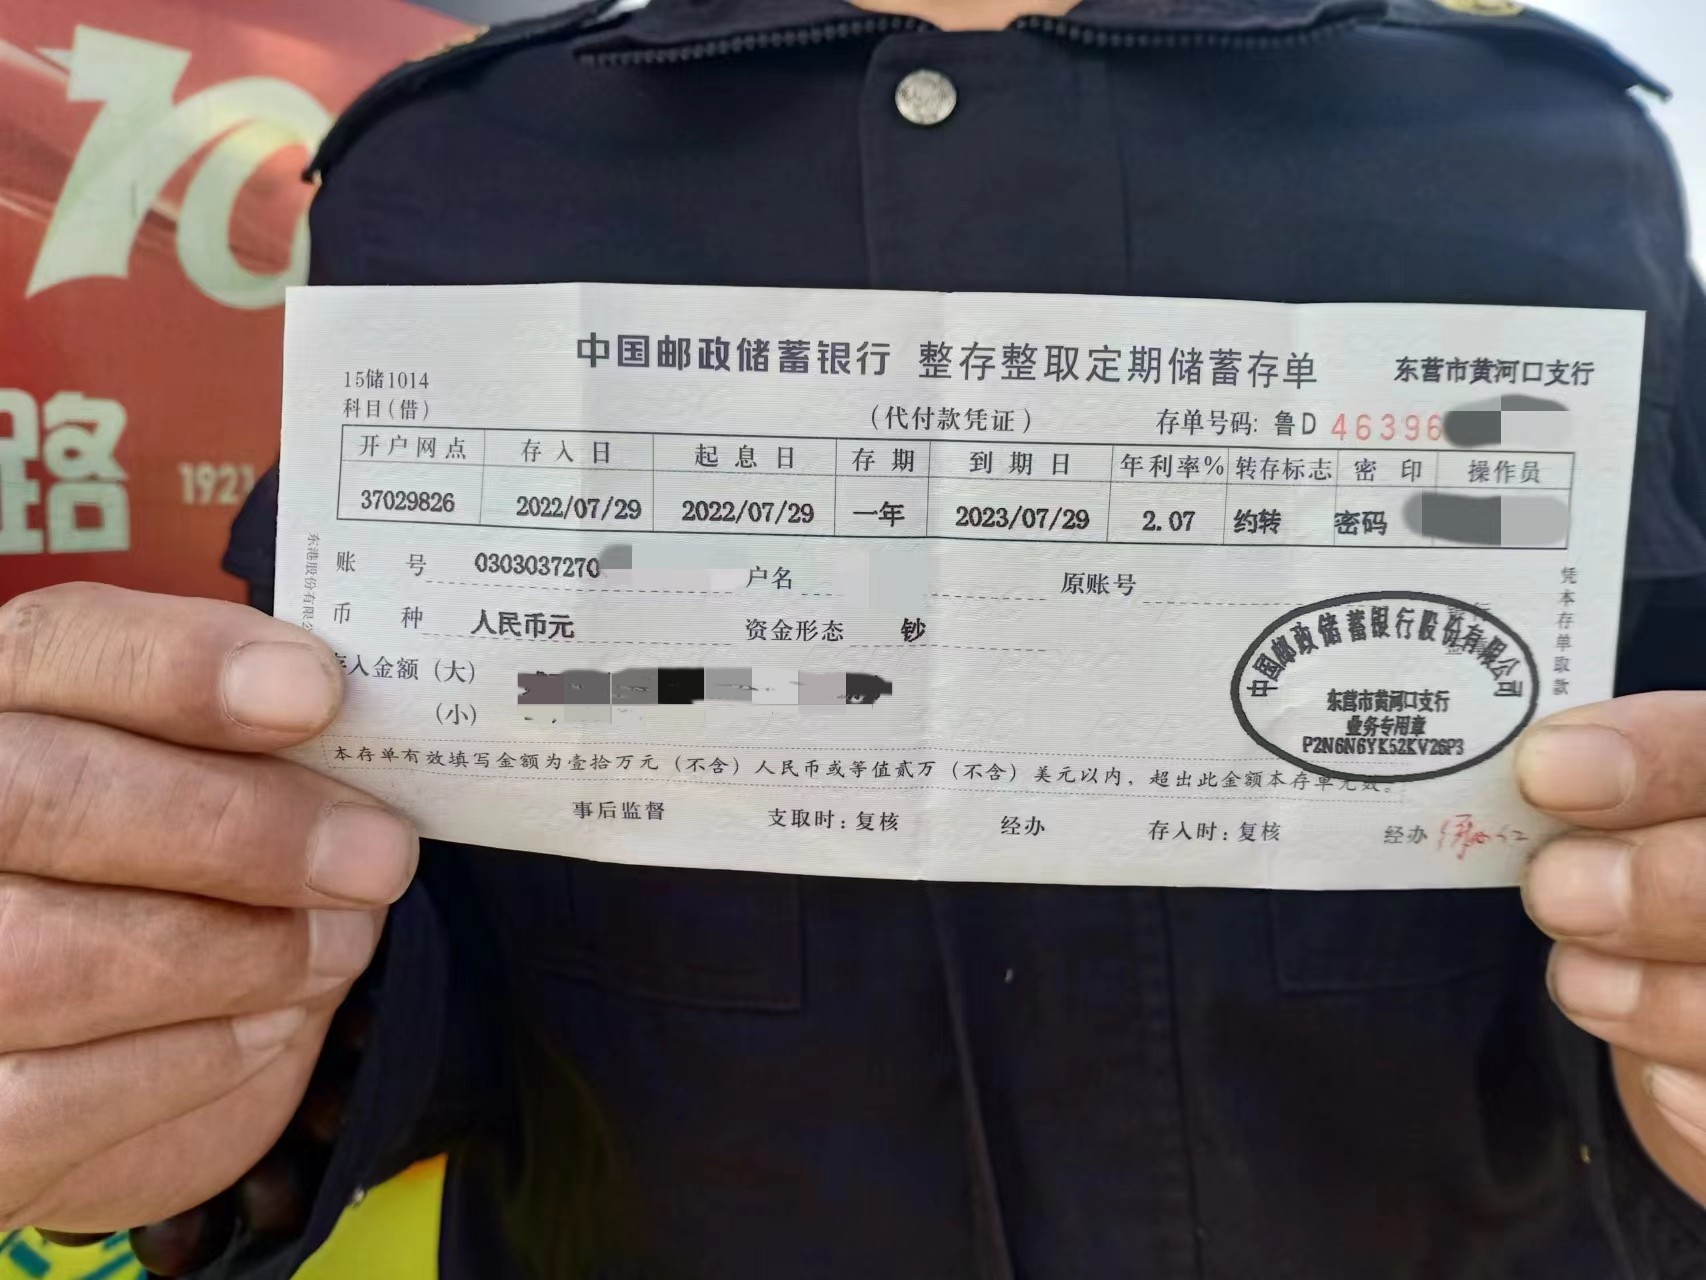 10
路
1921
中国邮政储蓄银行 整存整取定期储蓄存单 东营市黄河口支行
15储1014
科目(借) (代付款凭证) 存单号码: 鲁D 46396
开户网点 存入日 起息日 存期 到期日 年利率% 转存标志 密 印 操作员
37029826 2022/07/29 2022/07/29 一年 2023/07/29 2.07 约转 密码
账 号 0303037270 户名 原账号
币 种 人民币元 资金形态 钞
存入金额 (大)
(小)
中国邮政储蓄银行股份有限公司
东营市黄河口支行
业务专用章
P2N6N6YK52KV26P3
本存单有效填写金额为壹拾万元(不含)人民币或等值贰万(不含)美元以内,超出此金额本存单无效。
事后监督 支取时:复核 经办 存入时:复核 经办
凭本存单取款
东港股份有限公